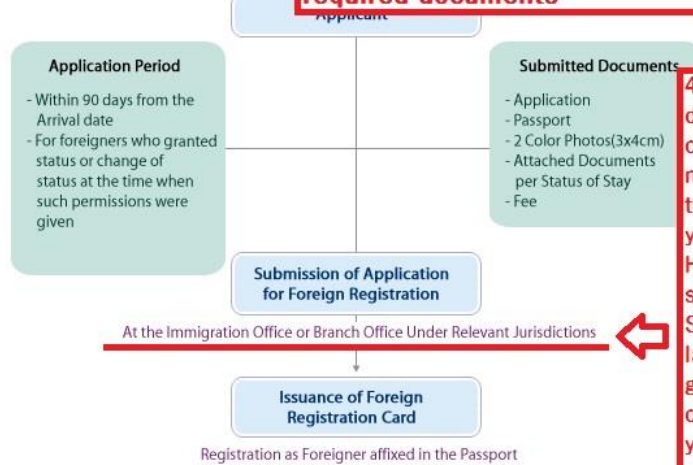 required documents
Applicant
Application Period
- Within 90 days from the
Arrival date
- For foreigners who granted
status or change of
status at the time when
such permissions were
given
Submitted Documents
- Application
- Passport
- 2 Color Photos(3x4cm)
- Attached Documents
per Status of Stay
- Fee
4
Submission of Application
for Foreign Registration
At the Immigration Office or Branch Office Under Relevant Jurisdictions
Issuance of Foreign
Registration Card
Registration as Foreigner affixed in the Passport